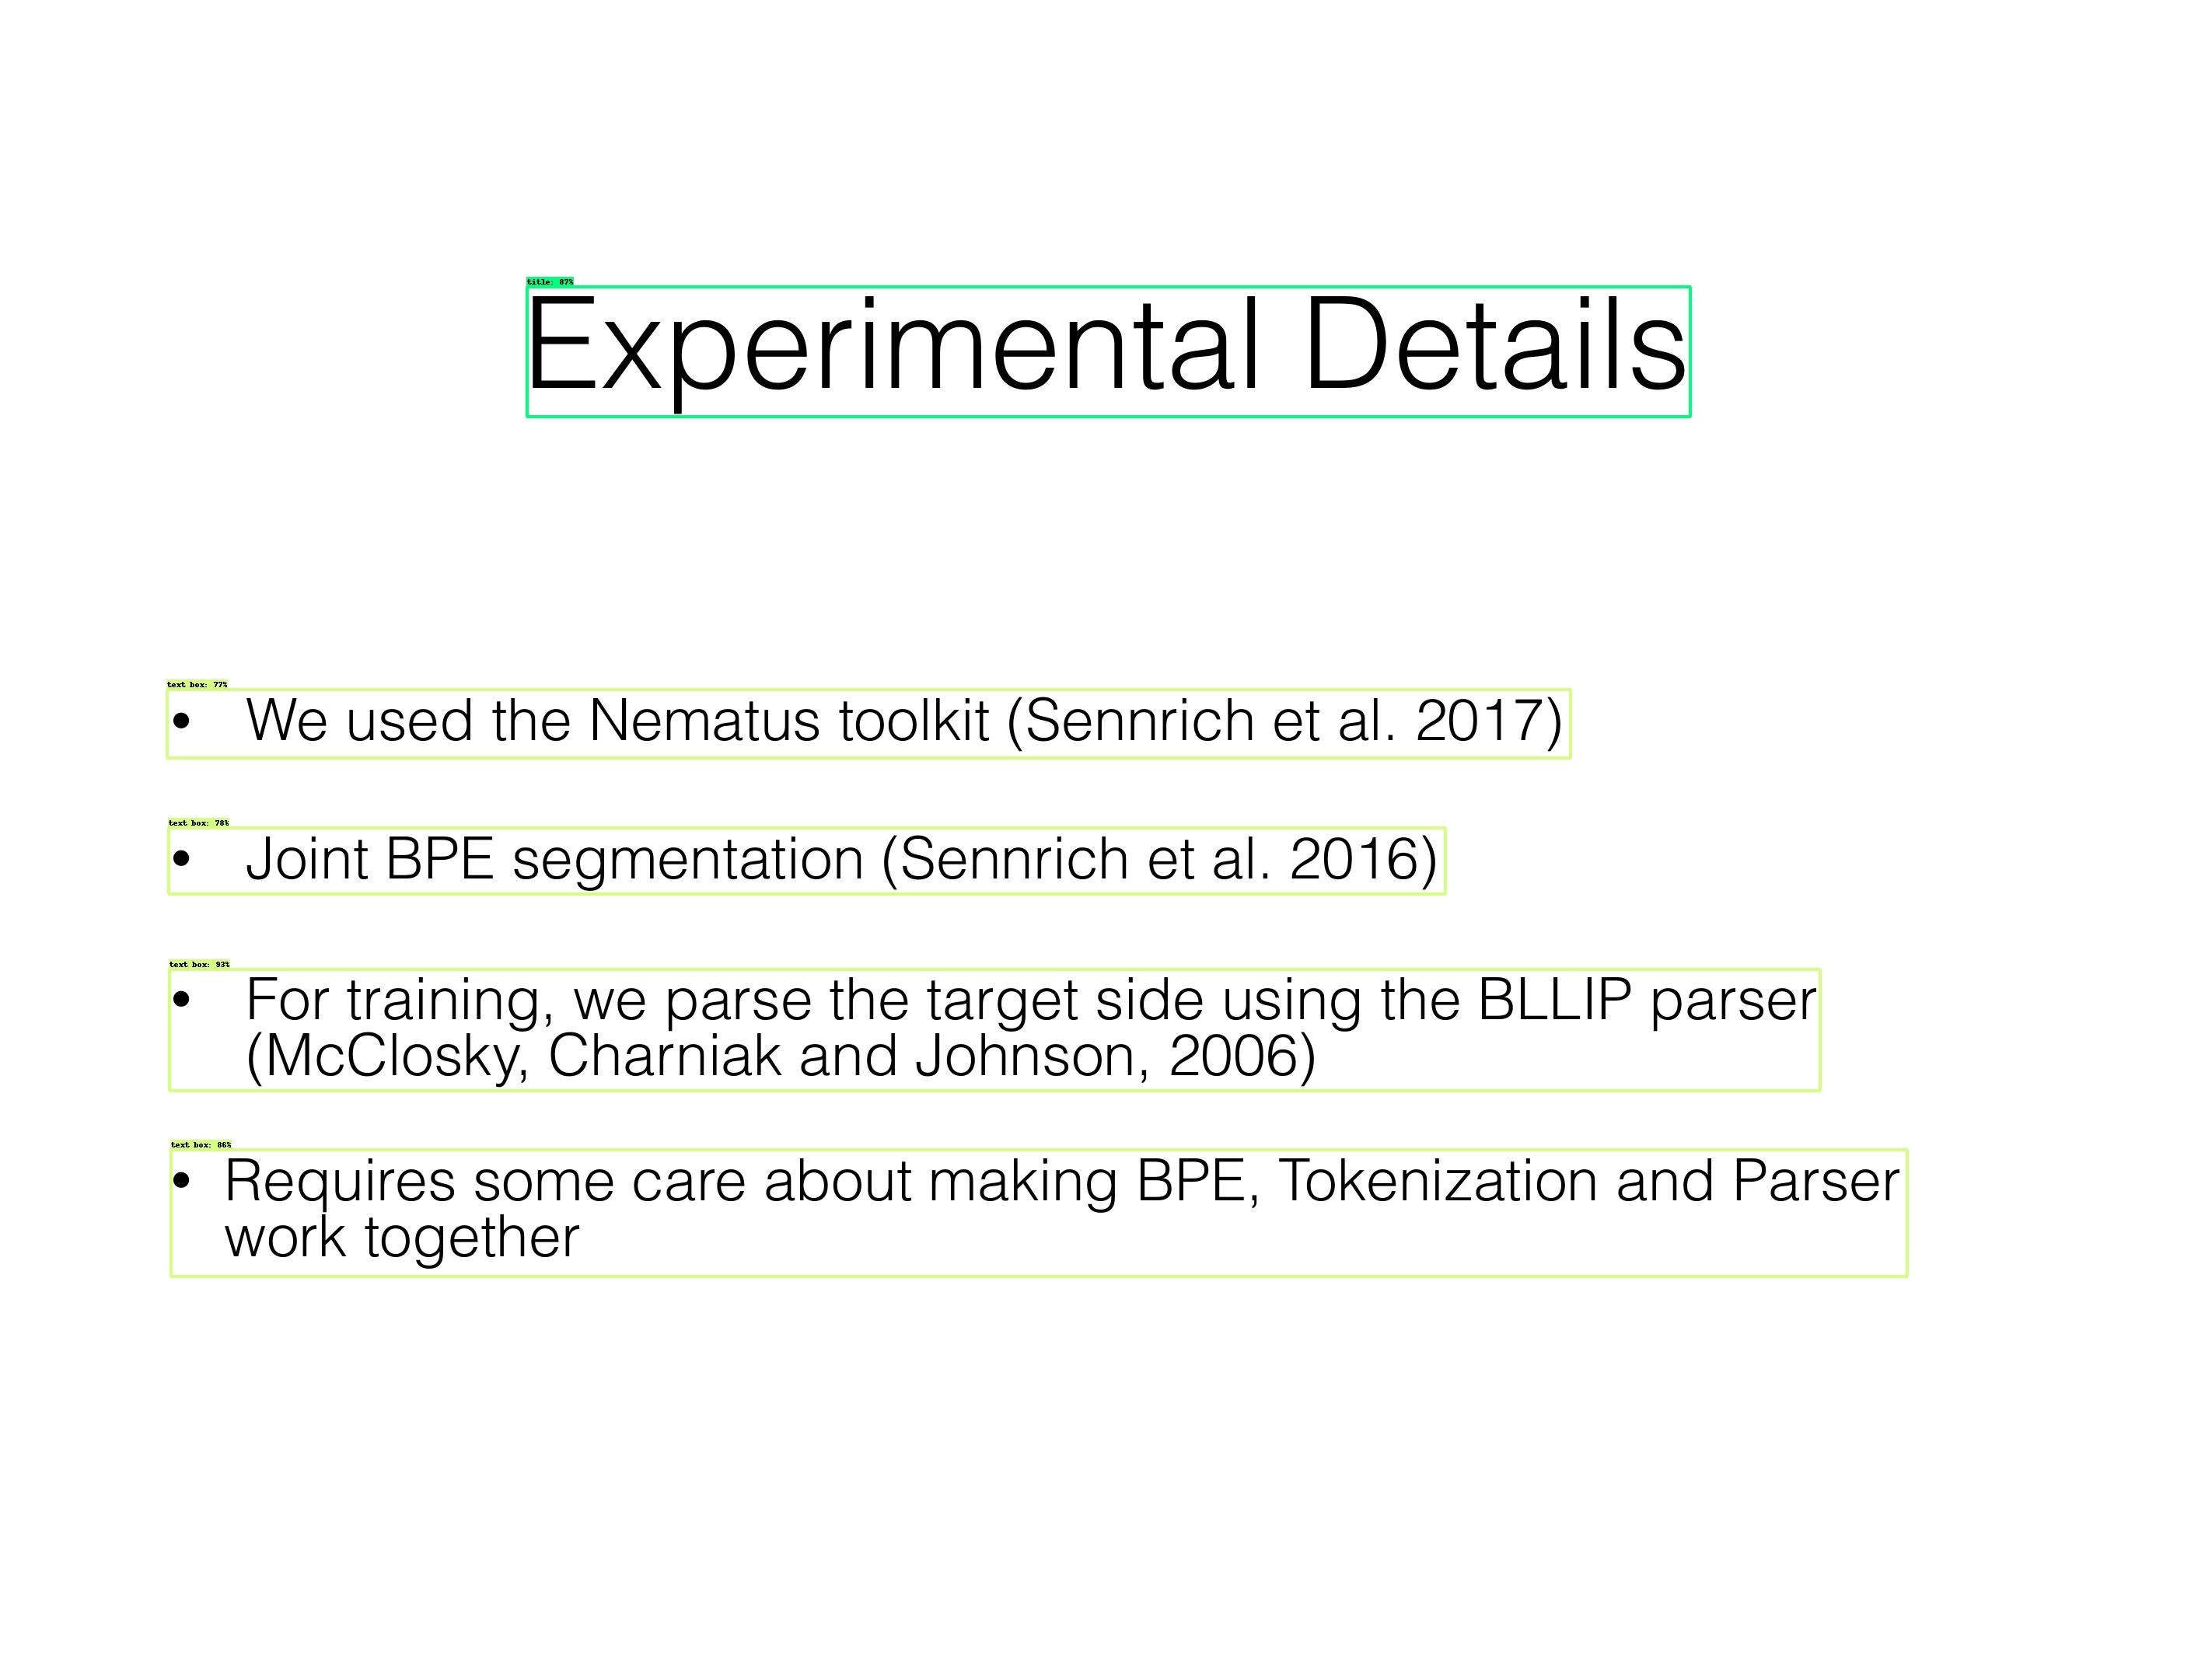 title: 87%
Experimental Details
text box: 77%
• We used the Nematus toolkit (Sennrich et al. 2017)
text box: 78%
• Joint BPE segmentation (Sennrich et al. 2016)
text box: 93%
• For training, we parse the target side using the BLLIP parser
(McClosky, Charniak and Johnson, 2006)
text box: 86%
• Requires some care about making BPE, Tokenization and Parser
work together